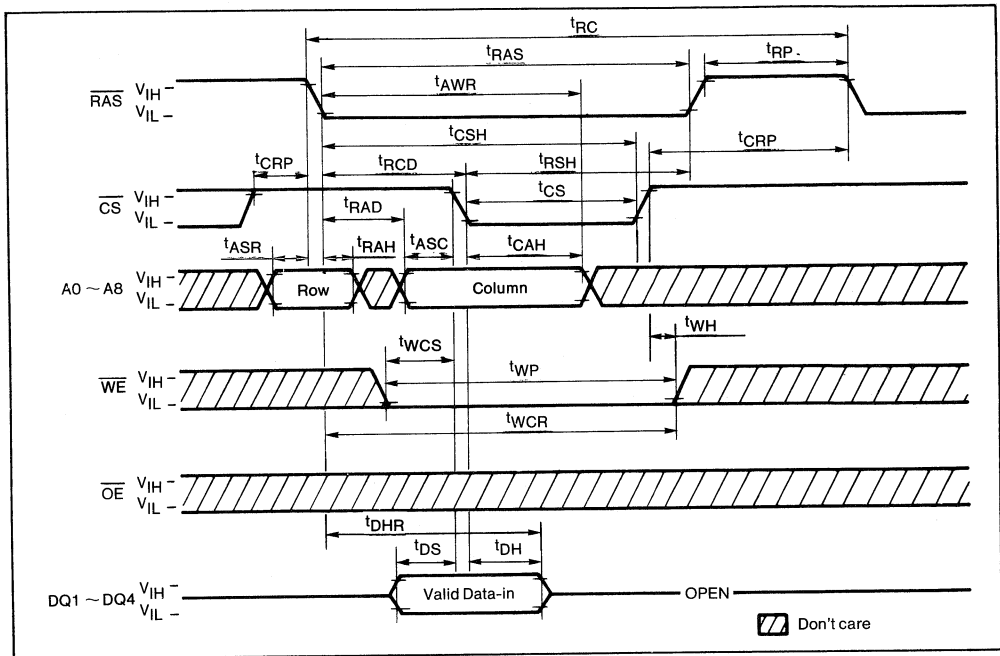 tRC
tRAS
tRP
tAWR
RAS
VIH
VIL
tCSH
tCRP
tCRP
tRCD
tRSH
CS
VIH
VIL
tCS
tRAD
tASR
tRAH
tASC
tCAH
A0 ~ A8
VIH
VIL
Row
Column
tWH
tWCS
tWP
WE
VIH
VIL
tWCR
OE
VIH
VIL
tDHR
tDS
tDH
DQ1 ~ DQ4
VIH
VIL
Valid Data-in
OPEN
Don't care